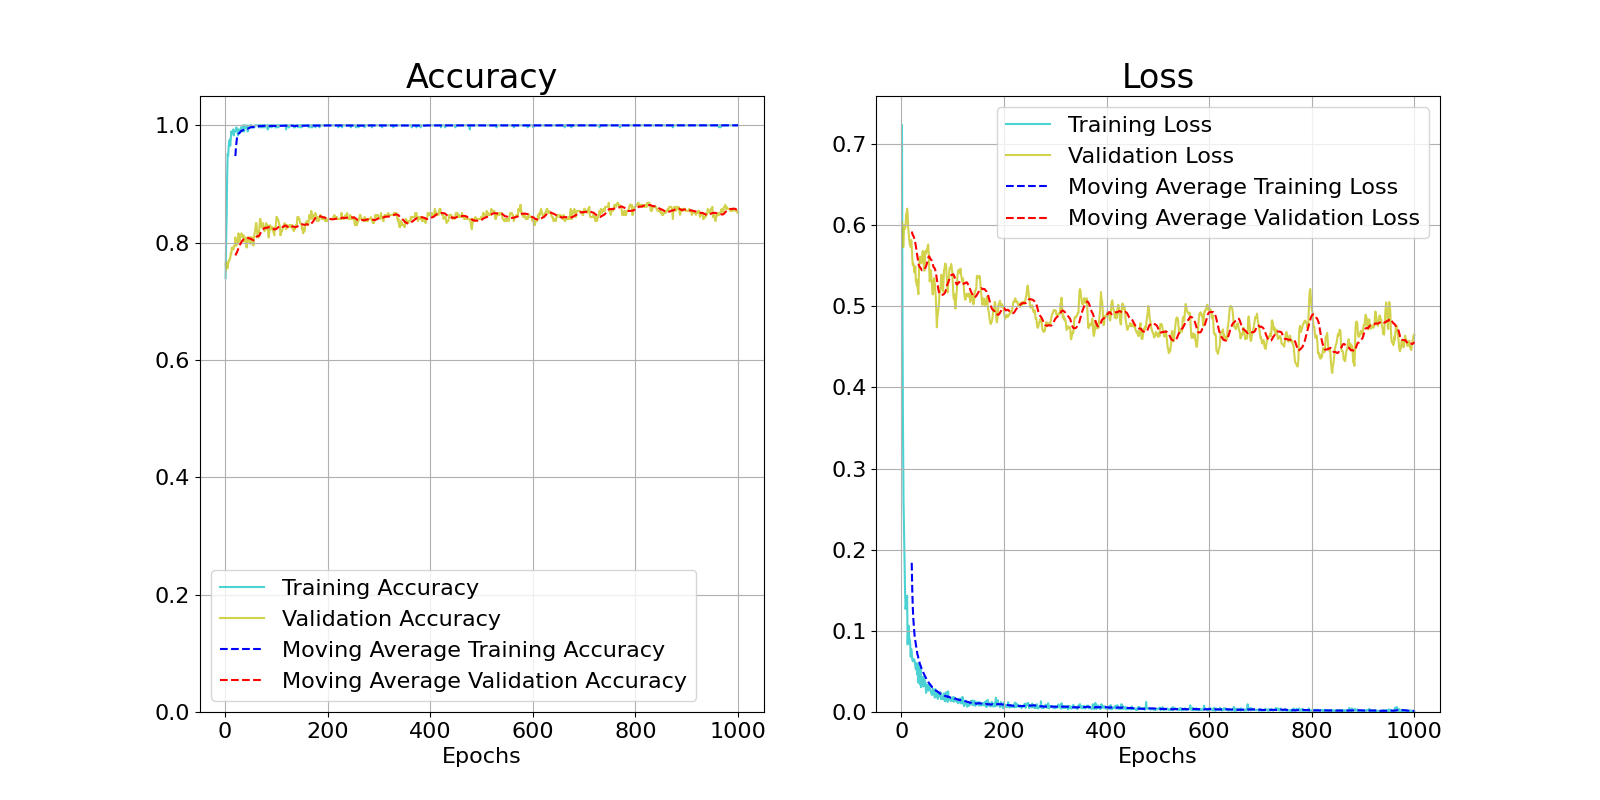 Accuracy
1.0
0.8
0.6
0.4
0.2
0.0
Training Accuracy
Validation Accuracy
Moving Average Training Accuracy
Moving Average Validation Accuracy
0 200 400 600 800 1000
Epochs
Loss
0.7
0.6
0.5
0.4
0.3
0.2
0.1
0.0
Training Loss
Validation Loss
Moving Average Training Loss
Moving Average Validation Loss
0 200 400 600 800 1000
Epochs